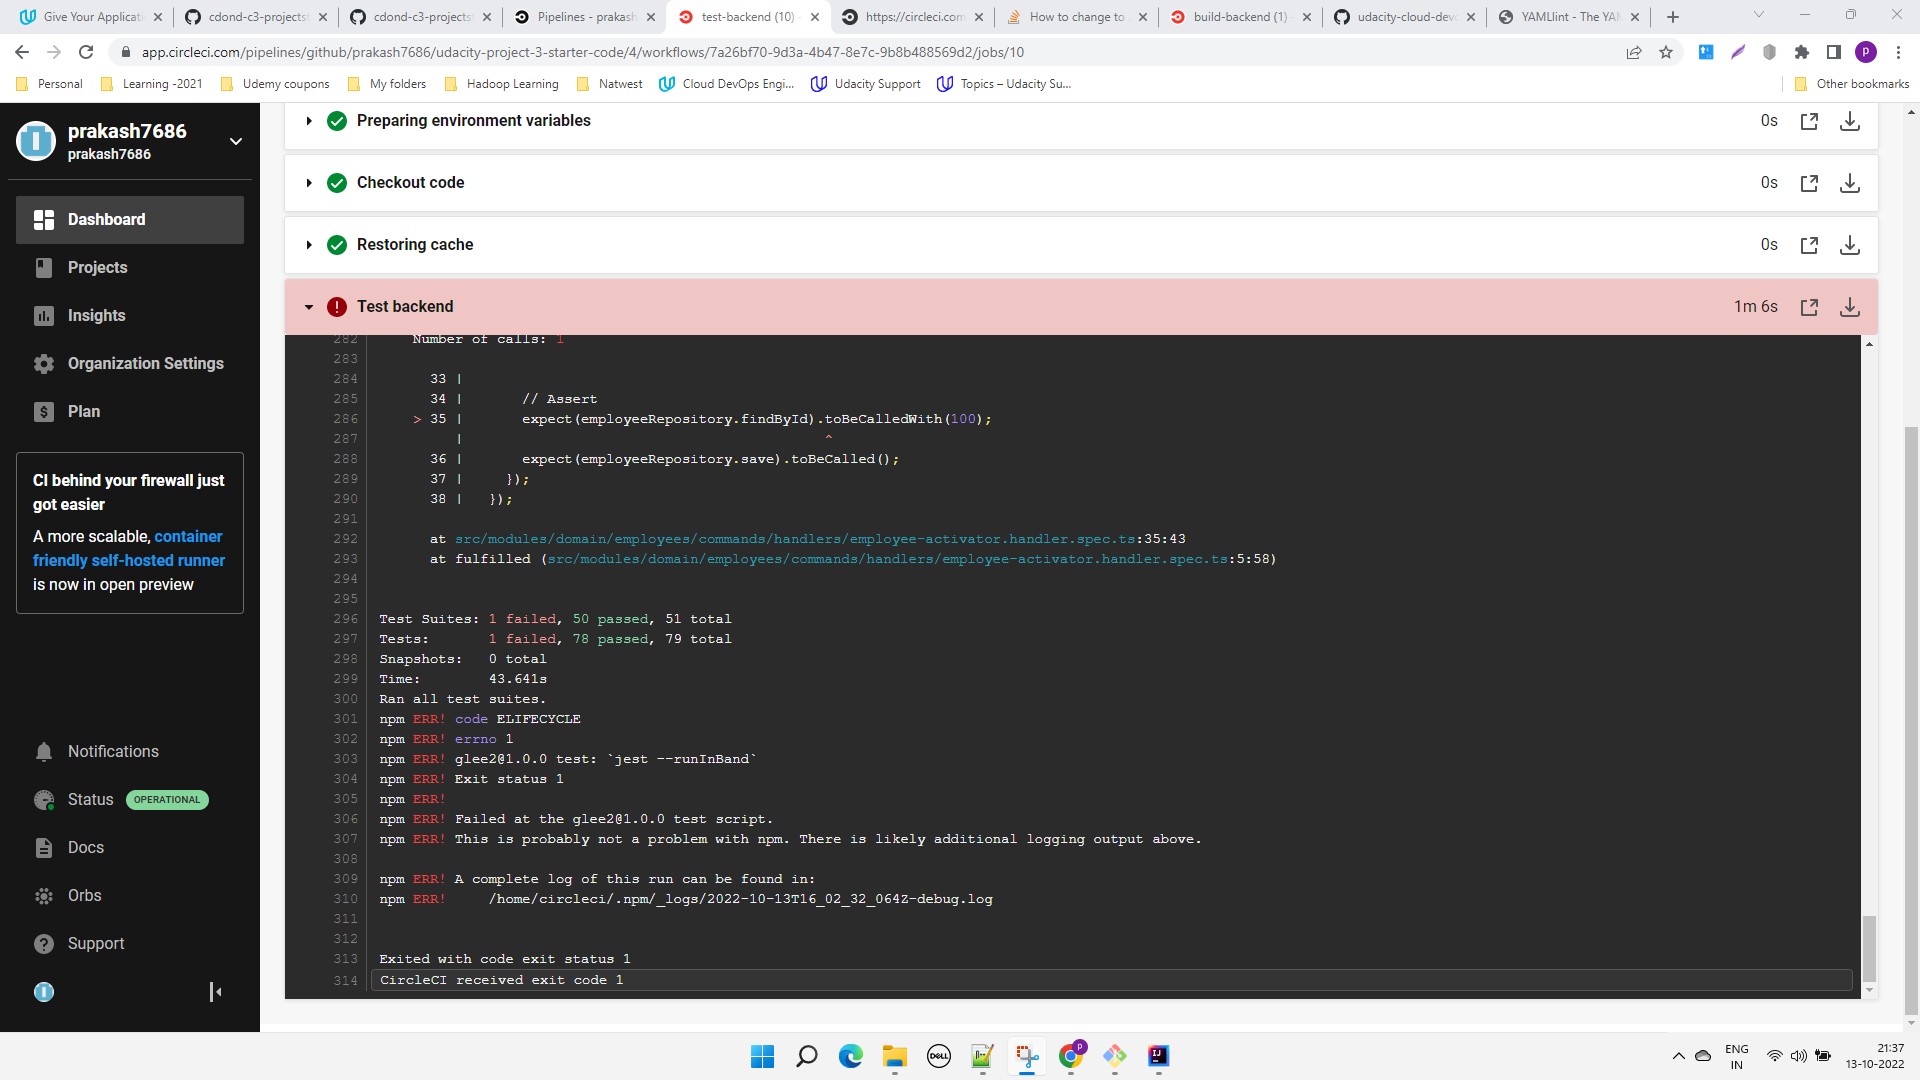 Give Your Applicati
cdond-c3-projects
cdond-c3-projects
Pipelines - prakash
test-backend (10)
https://circleci.com
How to change to
build-backend (1)
udacity-cloud-dev
YAMLlint - The YA
app.circleci.com/pipelines/github/prakash7686/udacity-project-3-starter-code/4/workflows/7a26bf70-9d3a-4b47-8e7c-9b8b488569d2/jobs/10
P
Personal
Learning -2021
Udemy coupons
My folders
Hadoop Learning
Natwest
Cloud DevOps Engi...
Udacity Support
Topics – Udacity Su...
Other bookmarks
prakash7686
prakash7686
Dashboard
Projects
Insights
Organization Settings
Plan
CI behind your firewall just
got easier
A more scalable, container
friendly self-hosted runner
is now in open preview
Notifications
Status OPERATIONAL
Docs
Orbs
Support
Preparing environment variables 0s
Checkout code 0s
Restoring cache 0s
Test backend 1m 6s
282 Number of calls: 1
283
284 33 |
285 34 | // Assert
286 > 35 | expect(employeeRepository.findById).toBeCalledWith(100);
287 | ^
288 36 | expect(employeeRepository.save).toBeCalled();
289 37 | });
290 38 | });
291
292 at src/modules/domain/employees/commands/handlers/employee-activator.handler.spec.ts:35:43
293 at fulfilled (src/modules/domain/employees/commands/handlers/employee-activator.handler.spec.ts:5:58)
294
295
296 Test Suites: 1 failed, 50 passed, 51 total
297 Tests: 1 failed, 78 passed, 79 total
298 Snapshots: 0 total
299 Time: 43.641s
300 Ran all test suites.
301 npm ERR! code ELIFECYCLE
302 npm ERR! errno 1
303 npm ERR! glee2@1.0.0 test: `jest --runInBand`
304 npm ERR! Exit status 1
305 npm ERR!
306 npm ERR! Failed at the glee2@1.0.0 test script.
307 npm ERR! This is probably not a problem with npm. There is likely additional logging output above.
308
309 npm ERR! A complete log of this run can be found in:
310 npm ERR! /home/circleci/.npm/_logs/2022-10-13T16_02_32_064Z-debug.log
311
312
313 Exited with code exit status 1
314 CircleCI received exit code 1
DELL
P
IJ
ENG
IN
21:37
13-10-2022